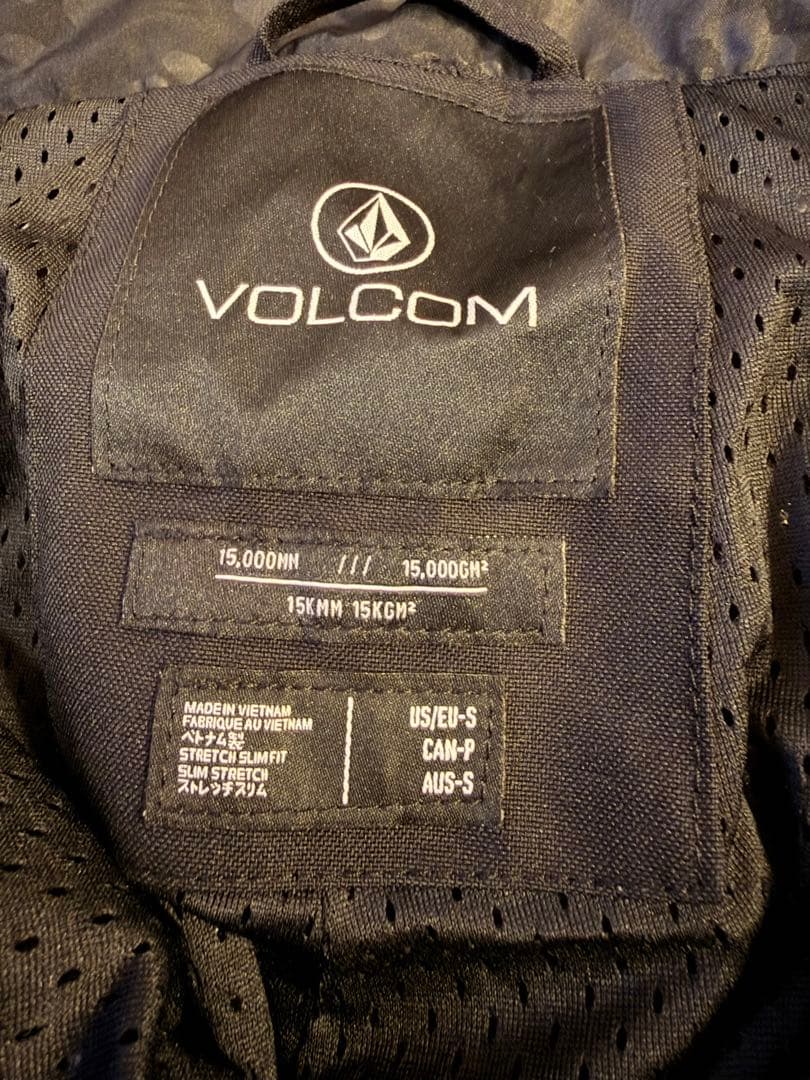 VOLCOM
15,000MM /// 15,000GM²
15KMM 15KGM²
MADE IN VIETNAM
FABRIQUE AU VIETNAM
ベトナム製
STRETCH SLIM FIT
SLIM STRETCH
ストレッチスリム
US/EU-S
CAN-P
AUS-S